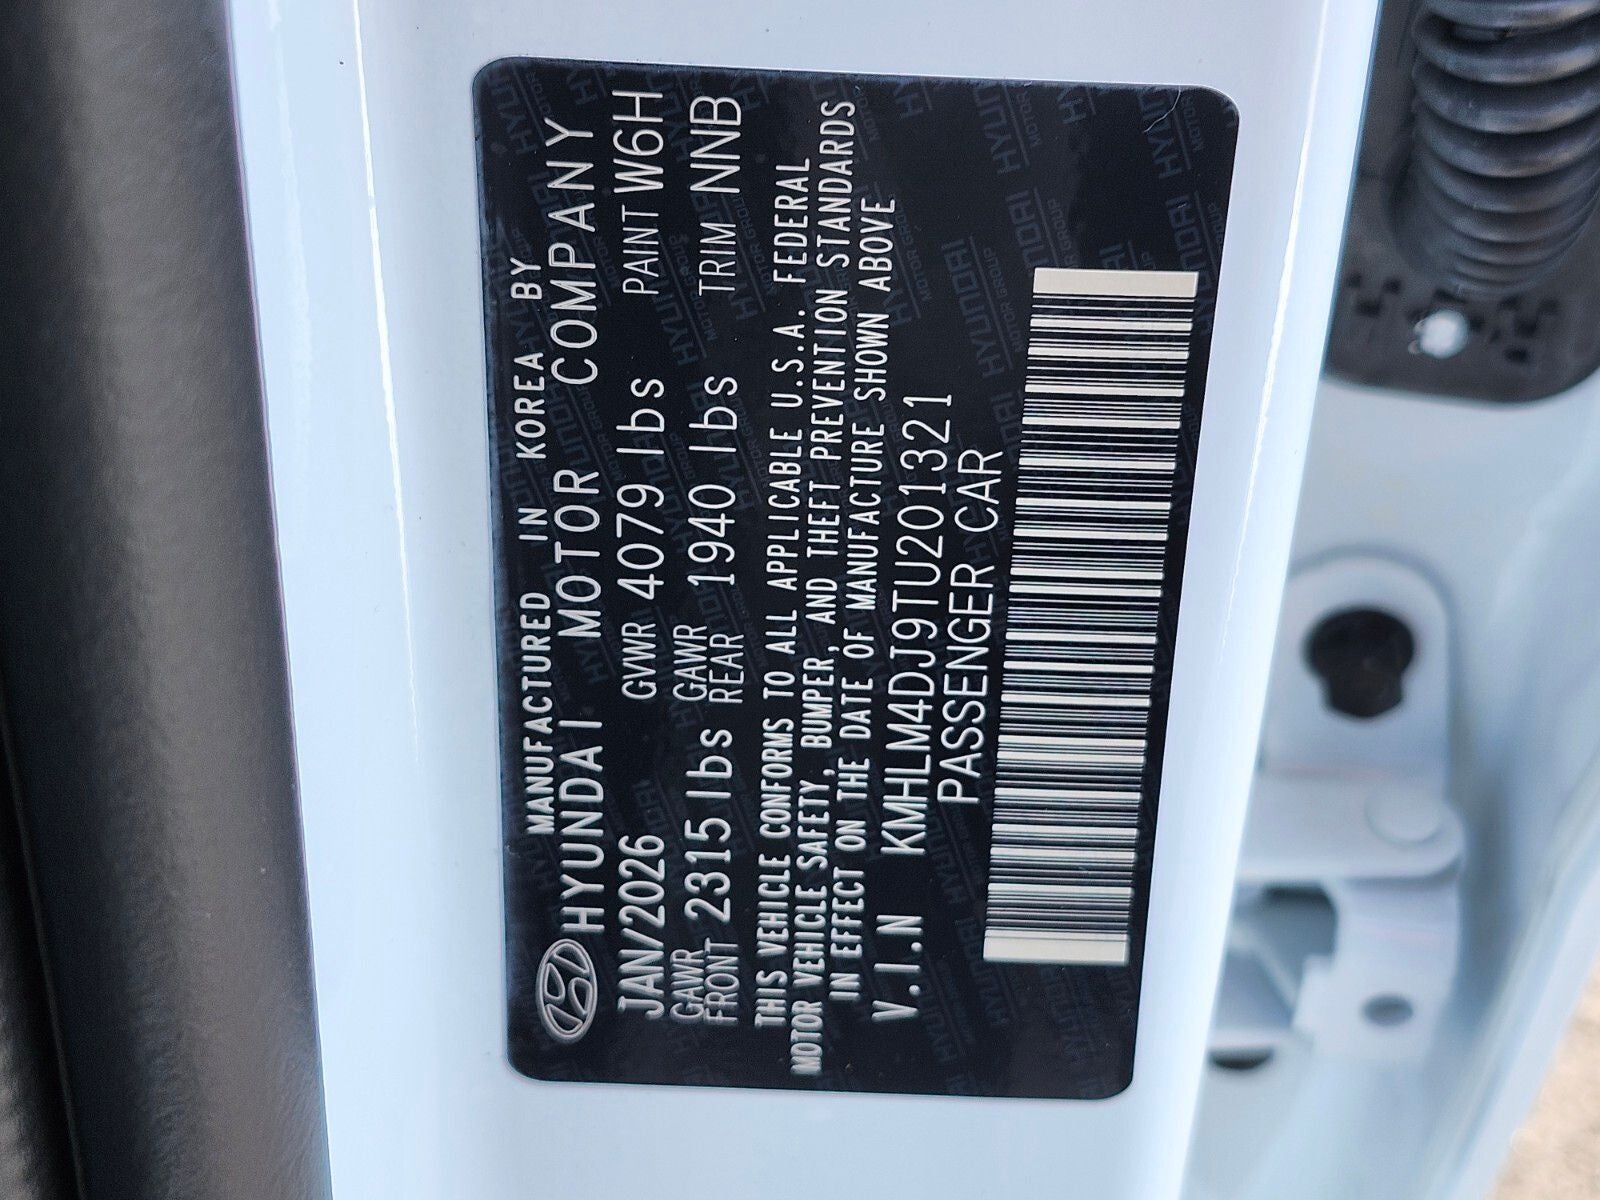 MANUFACTURED IN KOREA BY
HYUNDAI MOTOR COMPANY
JAN/2026 GVWR 4079 lbs PAINT W6H
GAWR FRONT 2315 lbs GAWR REAR 1940 lbs TRIM NNB
THIS VEHICLE CONFORMS TO ALL APPLICABLE U.S.A. FEDERAL
MOTOR VEHICLE SAFETY, BUMPER, AND THEFT PREVENTION STANDARDS
IN EFFECT ON THE DATE OF MANUFACTURE SHOWN ABOVE
V.I.N KMHLM4DJ9TU201321
PASSENGER CAR